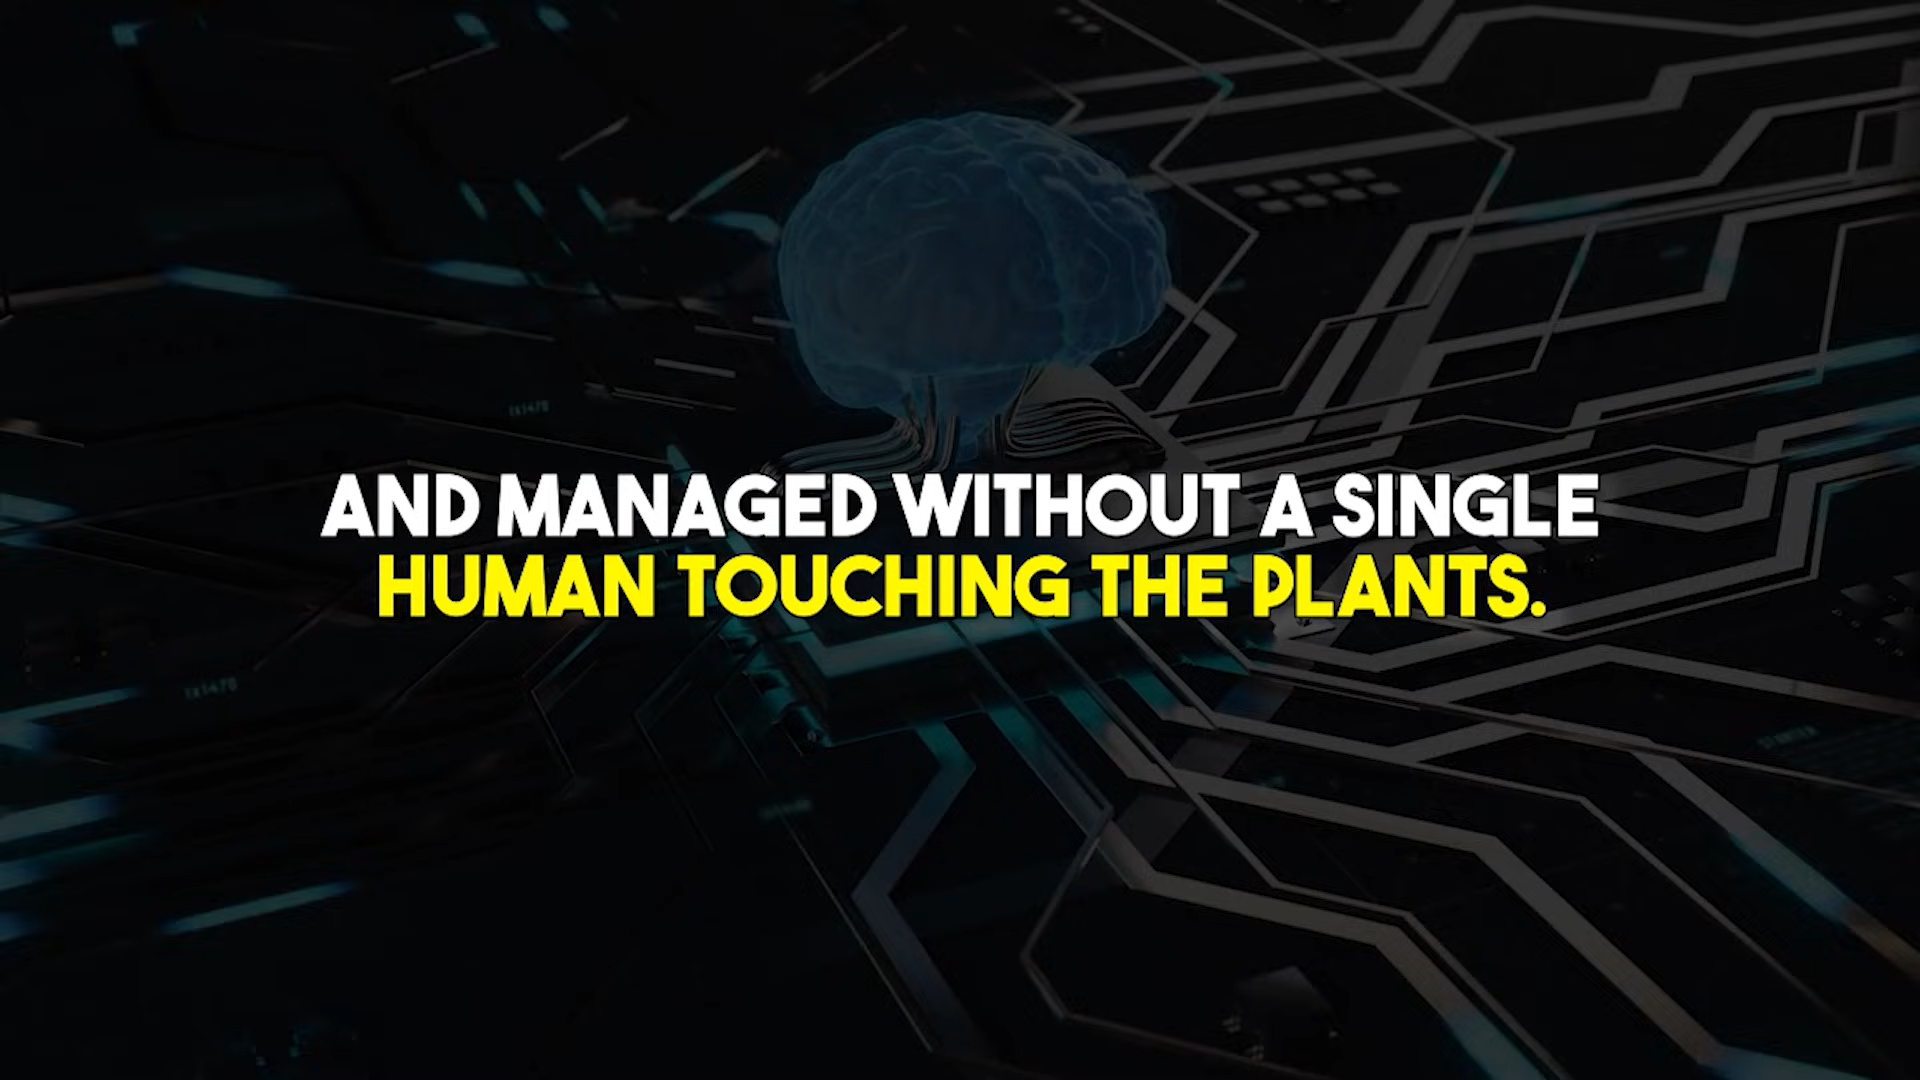 AND MANAGED WITHOUT A SINGLE
HUMAN TOUCHING THE PLANTS.